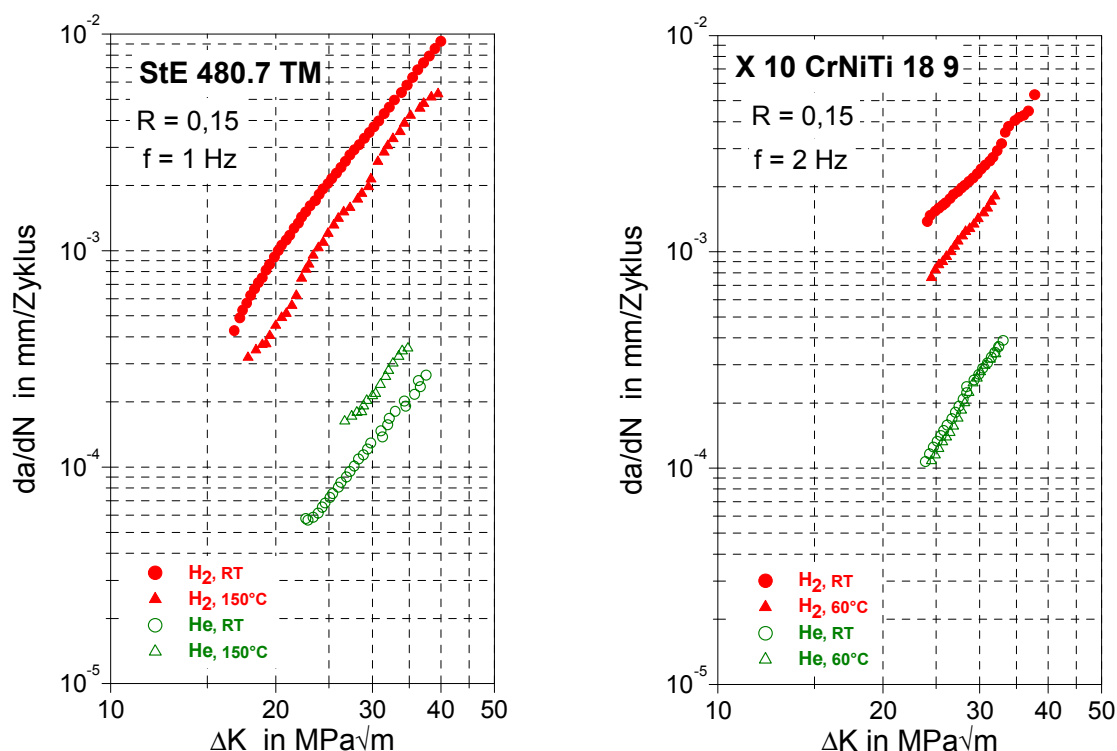 StE 480.7 TM
R = 0,15
f = 1 Hz
da/dN in mm/Zyklus
10⁻²
10⁻³
10⁻⁴
10⁻⁵
H₂, RT
H₂, 150°C
He, RT
He, 150°C
10 20 30 40 50
ΔK in MPa√m
X 10 CrNiTi 18 9
R = 0,15
f = 2 Hz
da/dN in mm/Zyklus
10⁻²
10⁻³
10⁻⁴
10⁻⁵
H₂, RT
H₂, 60°C
He, RT
He, 60°C
10 20 30 40 50
ΔK in MPa√m